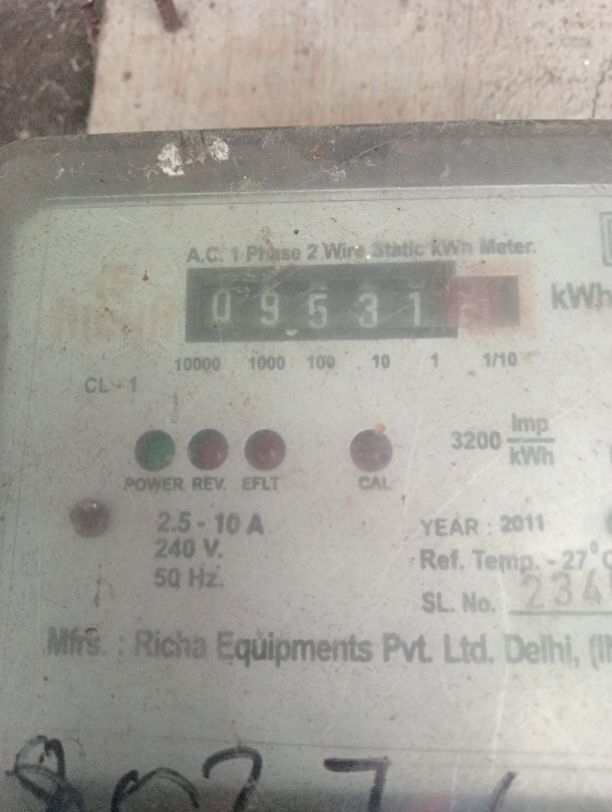 A.C. 1 Phase 2 Wire Static kWh Meter.
09531
kWh
10000 1000 100 10 1 1/10
CL - 1
3200 Imp/kWh
POWER REV. EFLT CAL
2.5 - 10 A
YEAR : 2011
240 V.
Ref. Temp. - 27°C
50 Hz.
SL. No. 234
Mfrs. : Richa Equipments Pvt. Ltd. Delhi,